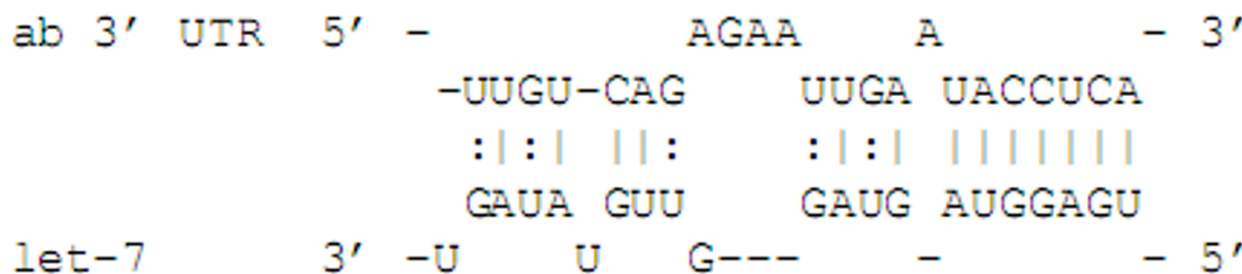 ab 3′ UTR 5′ - AGAA A - 3′
-UUGU-CAG UUGA UACCUCA
:|:| ||: :|:| |||||||
GAUA GUU GAUG AUGGAGU
let-7 3′ -U U G--- - - 5′